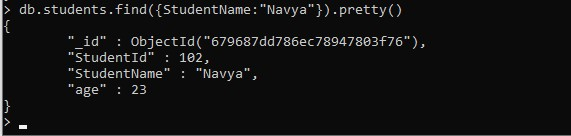 > db.students.find({StudentName:"Navya"}).pretty()
{
        "_id" : ObjectId("679687dd786ec78947803f76"),
        "StudentId" : 102,
        "StudentName" : "Navya",
        "age" : 23
}
>